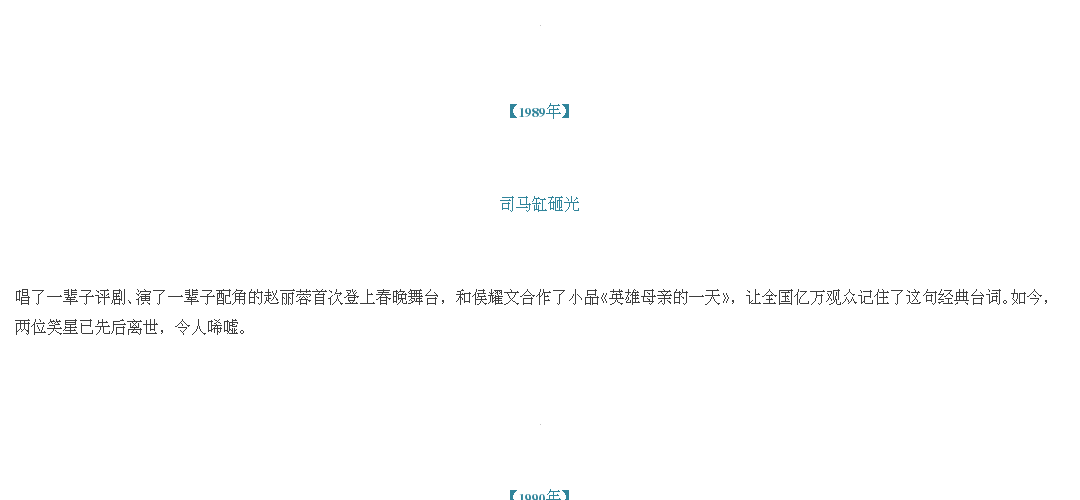 【1989年】
司马缸砸光
唱了一辈子评剧、演了一辈子配角的赵丽蓉首次登上春晚舞台，和侯耀文合作了小品《英雄母亲的一天》，让全国亿万观众记住了这句经典台词。如今，
两位笑星已先后离世，令人唏嘘。
【1990年】